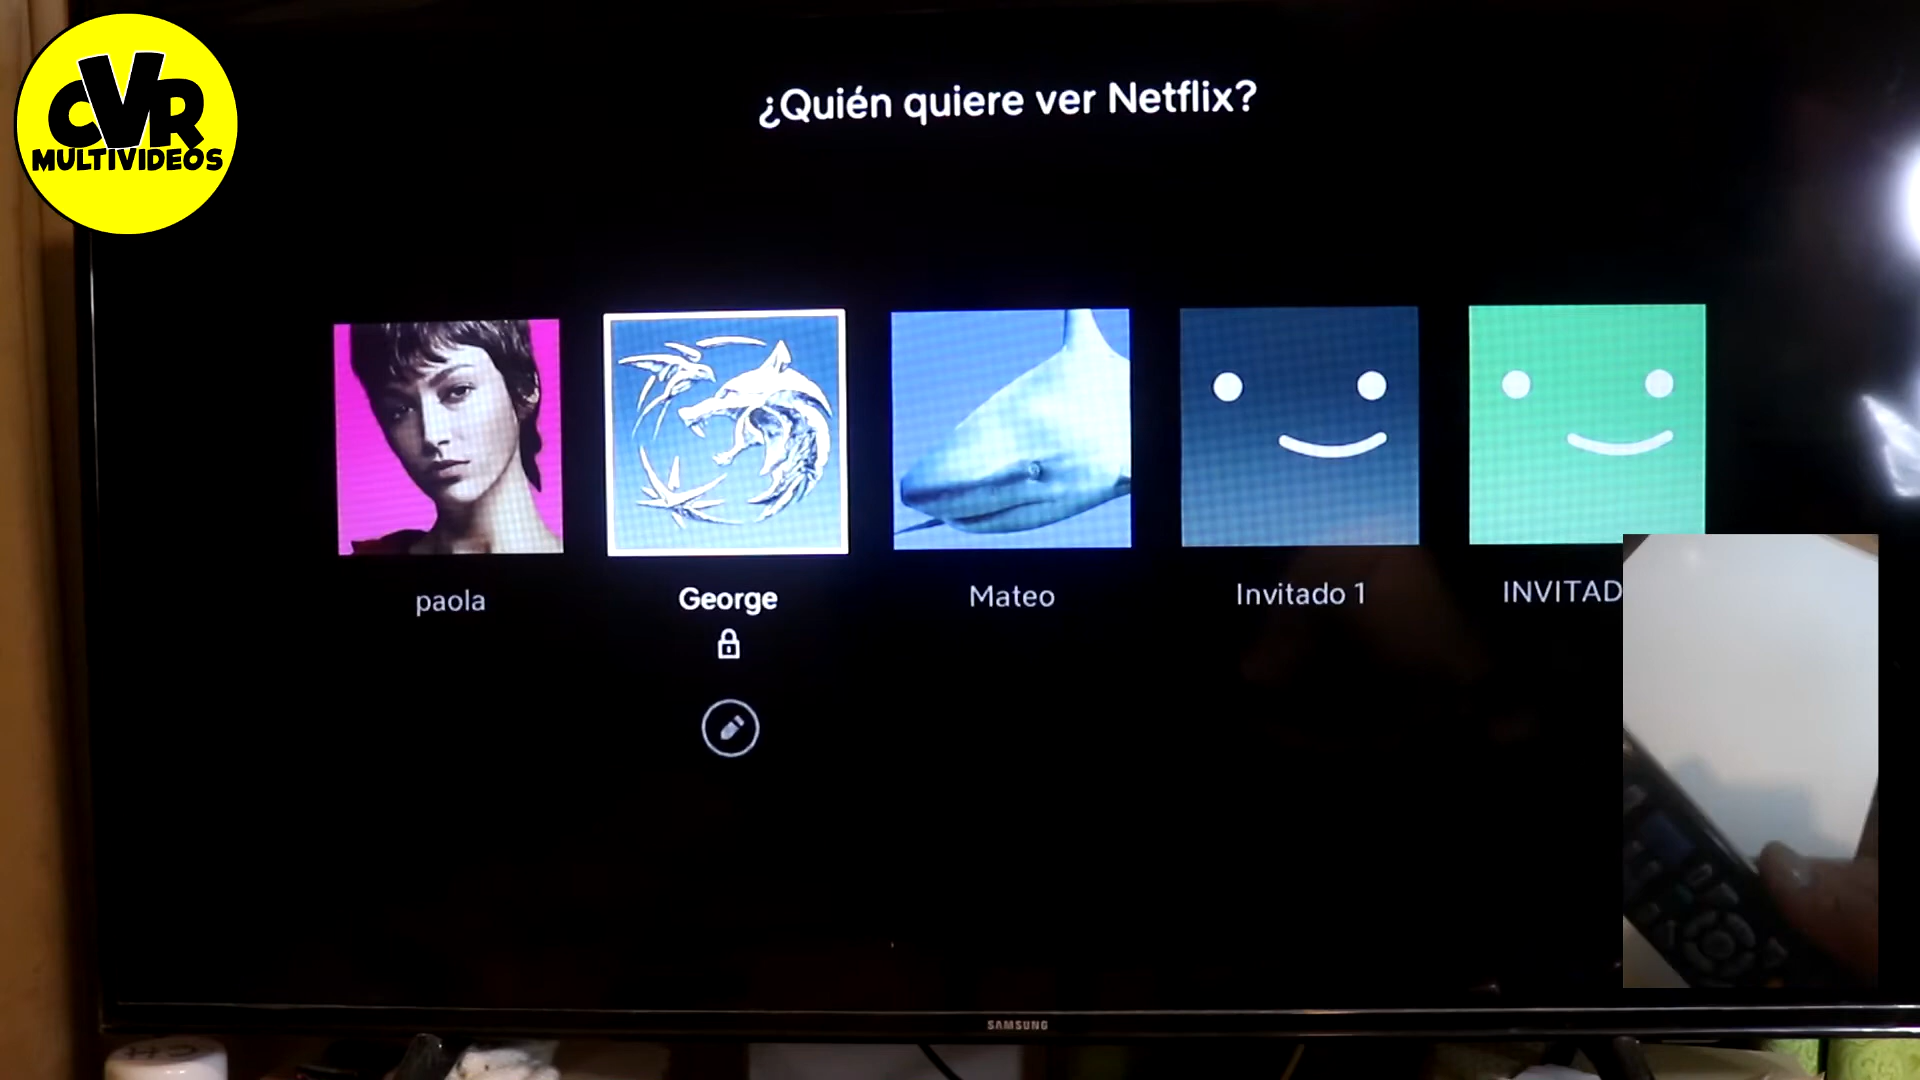 CVR
MULTIVIDEOS
¿Quién quiere ver Netflix?
paola
George
Mateo
Invitado 1
INVITAD
SAMSUNG